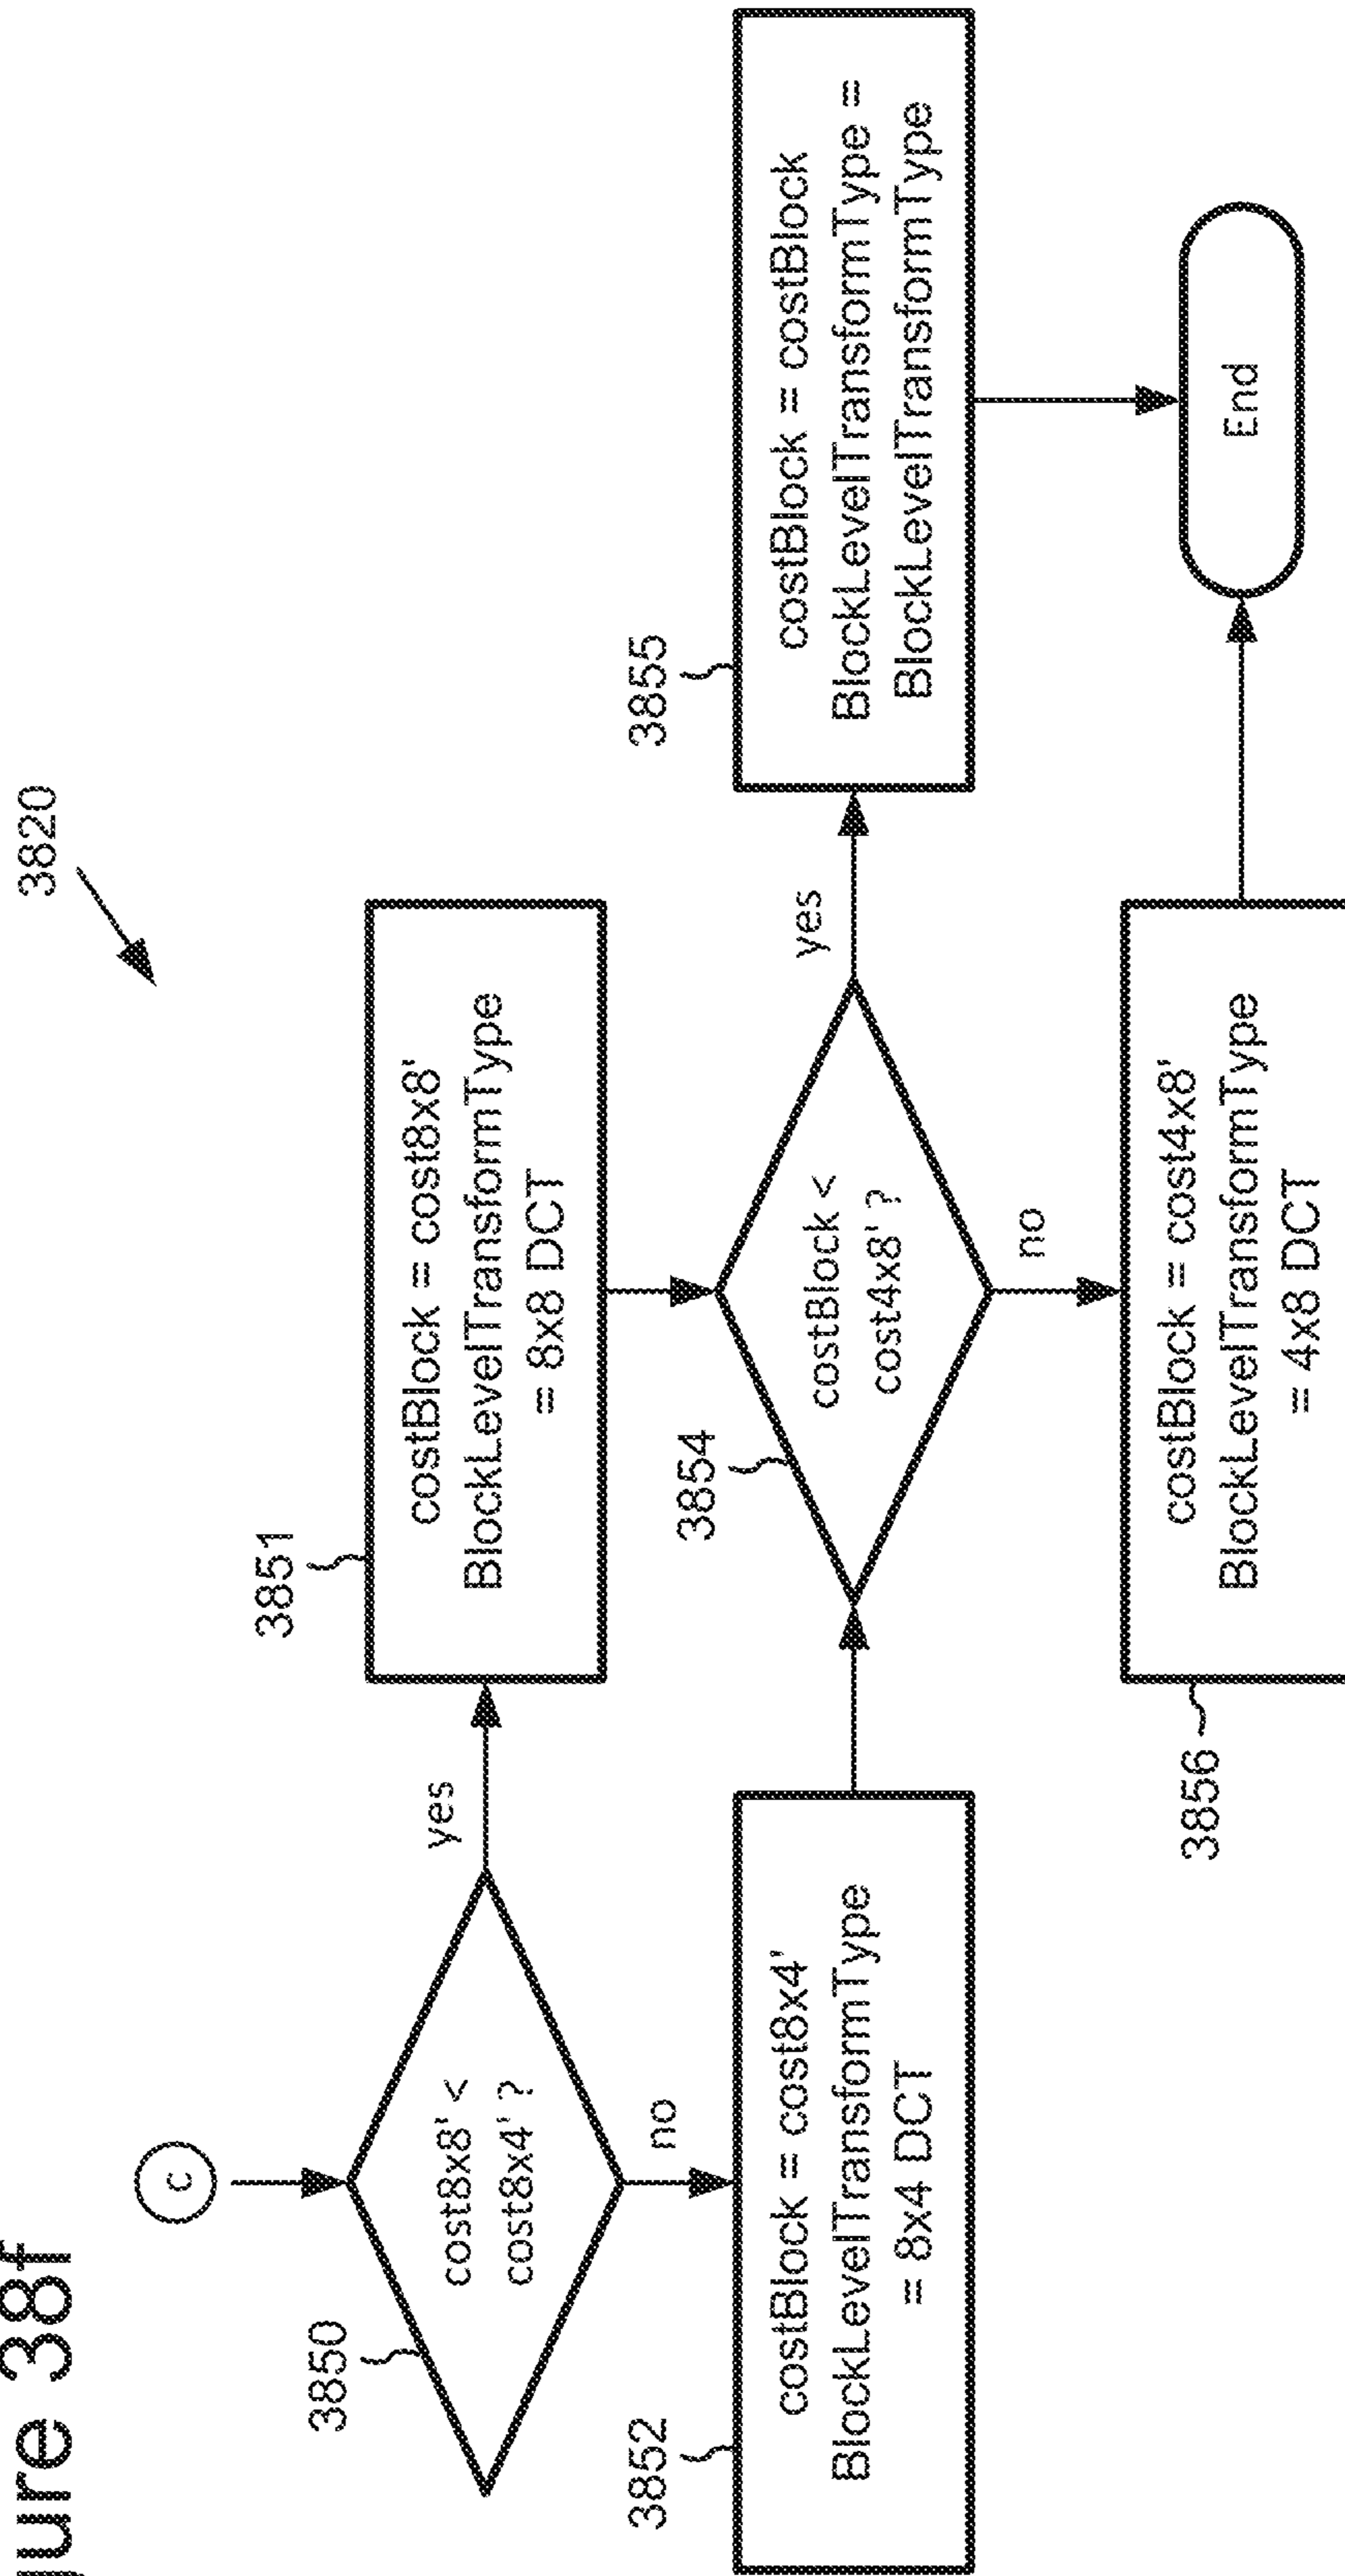 ure 38f
3820
c
3850
cost8x8' <
cost8x4' ?
yes
no
3851
costBlock = cost8x8'
BlockLevelTransformType
= 8x8 DCT
3852
costBlock = cost8x4'
BlockLevelTransformType
= 8x4 DCT
3854
costBlock <
cost4x8' ?
yes
no
3855
costBlock = costBlock
BlockLevelTransformType =
BlockLevelTransformType
3856
costBlock = cost4x8'
BlockLevelTransformType
= 4x8 DCT
End